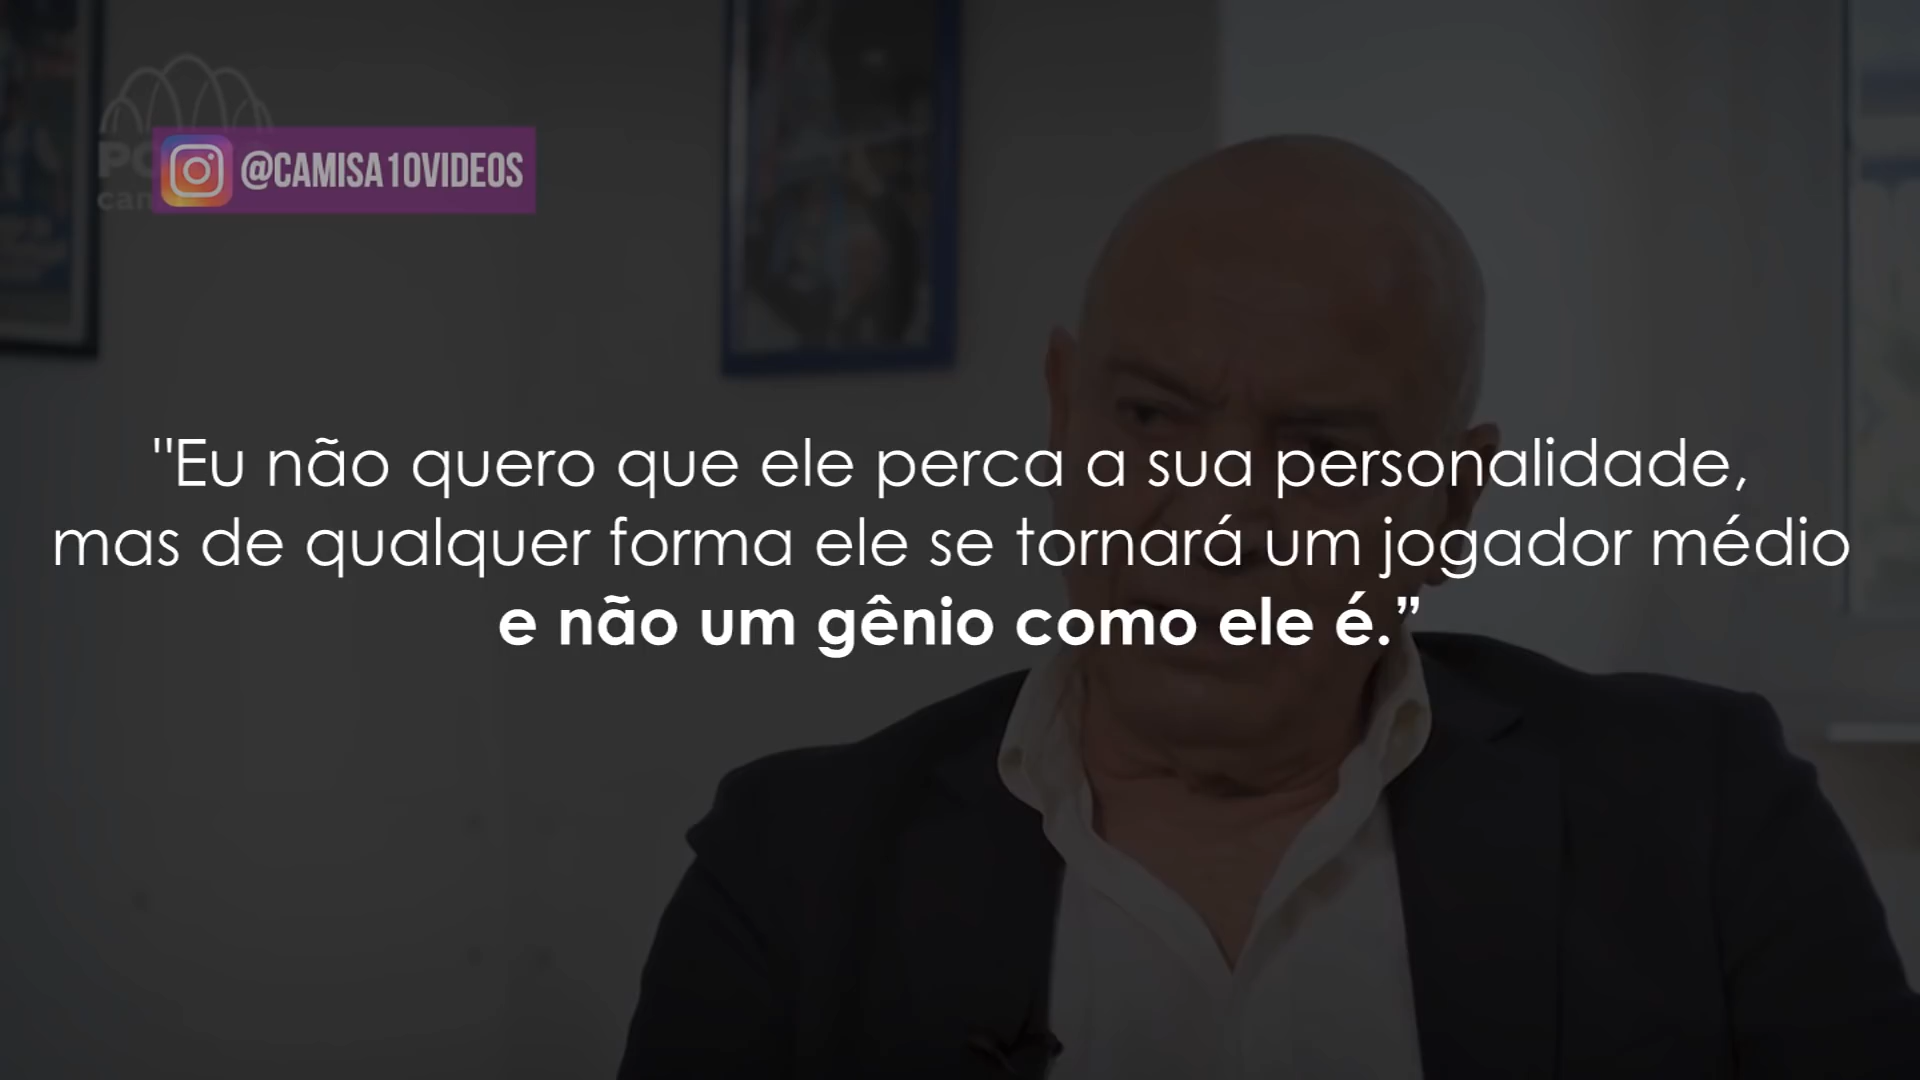 @CAMISA10VIDEOS
"Eu não quero que ele perca a sua personalidade,
mas de qualquer forma ele se tornará um jogador médio
e não um gênio como ele é.”